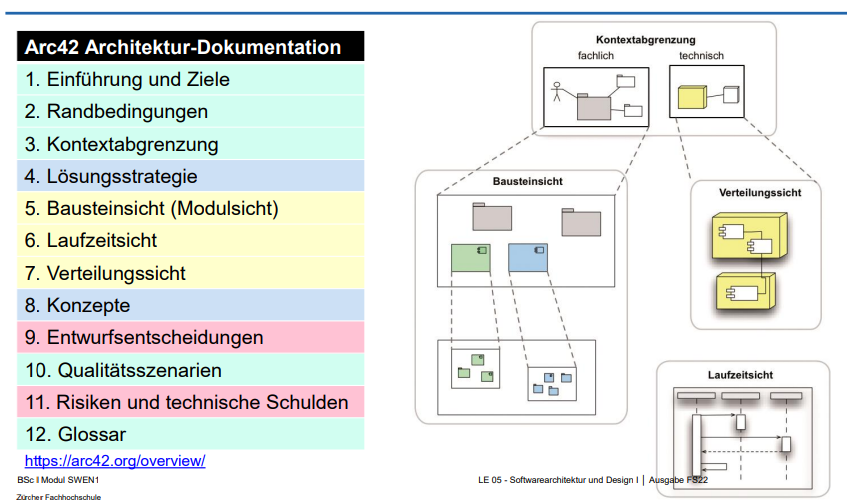 Arc42 Architektur-Dokumentation
1. Einführung und Ziele
2. Randbedingungen
3. Kontextabgrenzung
4. Lösungsstrategie
5. Bausteinsicht (Modulsicht)
6. Laufzeitsicht
7. Verteilungssicht
8. Konzepte
9. Entwurfsentscheidungen
10. Qualitätsszenarien
11. Risiken und technische Schulden
12. Glossar
https://arc42.org/overview/
Kontextabgrenzung
fachlich technisch
Bausteinsicht
Verteilungssicht
Laufzeitsicht
BSc I Modul SWEN1
LE 05 - Softwarearchitektur und Design I | Ausgabe FS22
Zürcher Fachhochschule